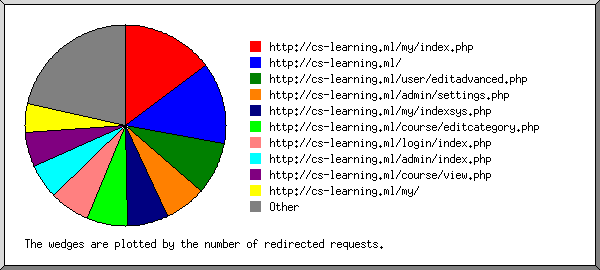 http://cs-learning.ml/my/index.php
http://cs-learning.ml/
http://cs-learning.ml/user/editadvanced.php
http://cs-learning.ml/admin/settings.php
http://cs-learning.ml/my/indexsys.php
http://cs-learning.ml/course/editcategory.php
http://cs-learning.ml/login/index.php
http://cs-learning.ml/admin/index.php
http://cs-learning.ml/course/view.php
http://cs-learning.ml/my/
Other
The wedges are plotted by the number of redirected requests.